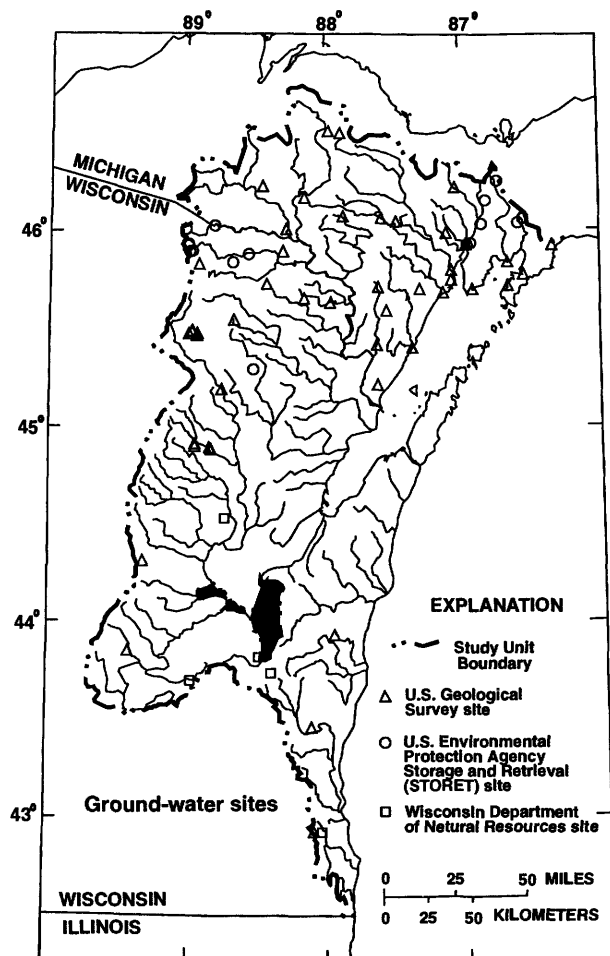 89° 88° 87°
MICHIGAN
WISCONSIN
46°
45°
44°
43°
EXPLANATION
Study Unit
Boundary
U.S. Geological
Survey site
U.S. Environmental
Protection Agency
Storage and Retrieval
(STORET) site
Wisconsin Department
of Natural Resources site
Ground-water sites
0 25 50 MILES
0 25 50 KILOMETERS
WISCONSIN
ILLINOIS